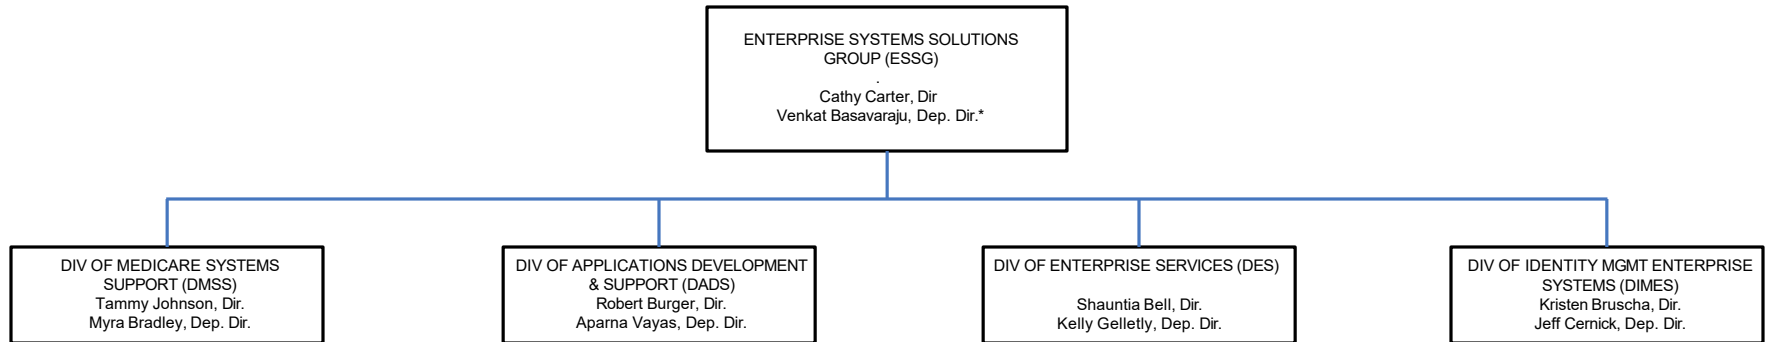 ENTERPRISE SYSTEMS SOLUTIONS
GROUP (ESSG)
.
Cathy Carter, Dir
Venkat Basavaraju, Dep. Dir.*
DIV OF MEDICARE SYSTEMS
SUPPORT (DMSS)
Tammy Johnson, Dir.
Myra Bradley, Dep. Dir.
DIV OF APPLICATIONS DEVELOPMENT
& SUPPORT (DADS)
Robert Burger, Dir.
Aparna Vayas, Dep. Dir.
DIV OF ENTERPRISE SERVICES (DES)
Shauntia Bell, Dir.
Kelly Gelletly, Dep. Dir.
DIV OF IDENTITY MGMT ENTERPRISE
SYSTEMS (DIMES)
Kristen Bruscha, Dir.
Jeff Cernick, Dep. Dir.